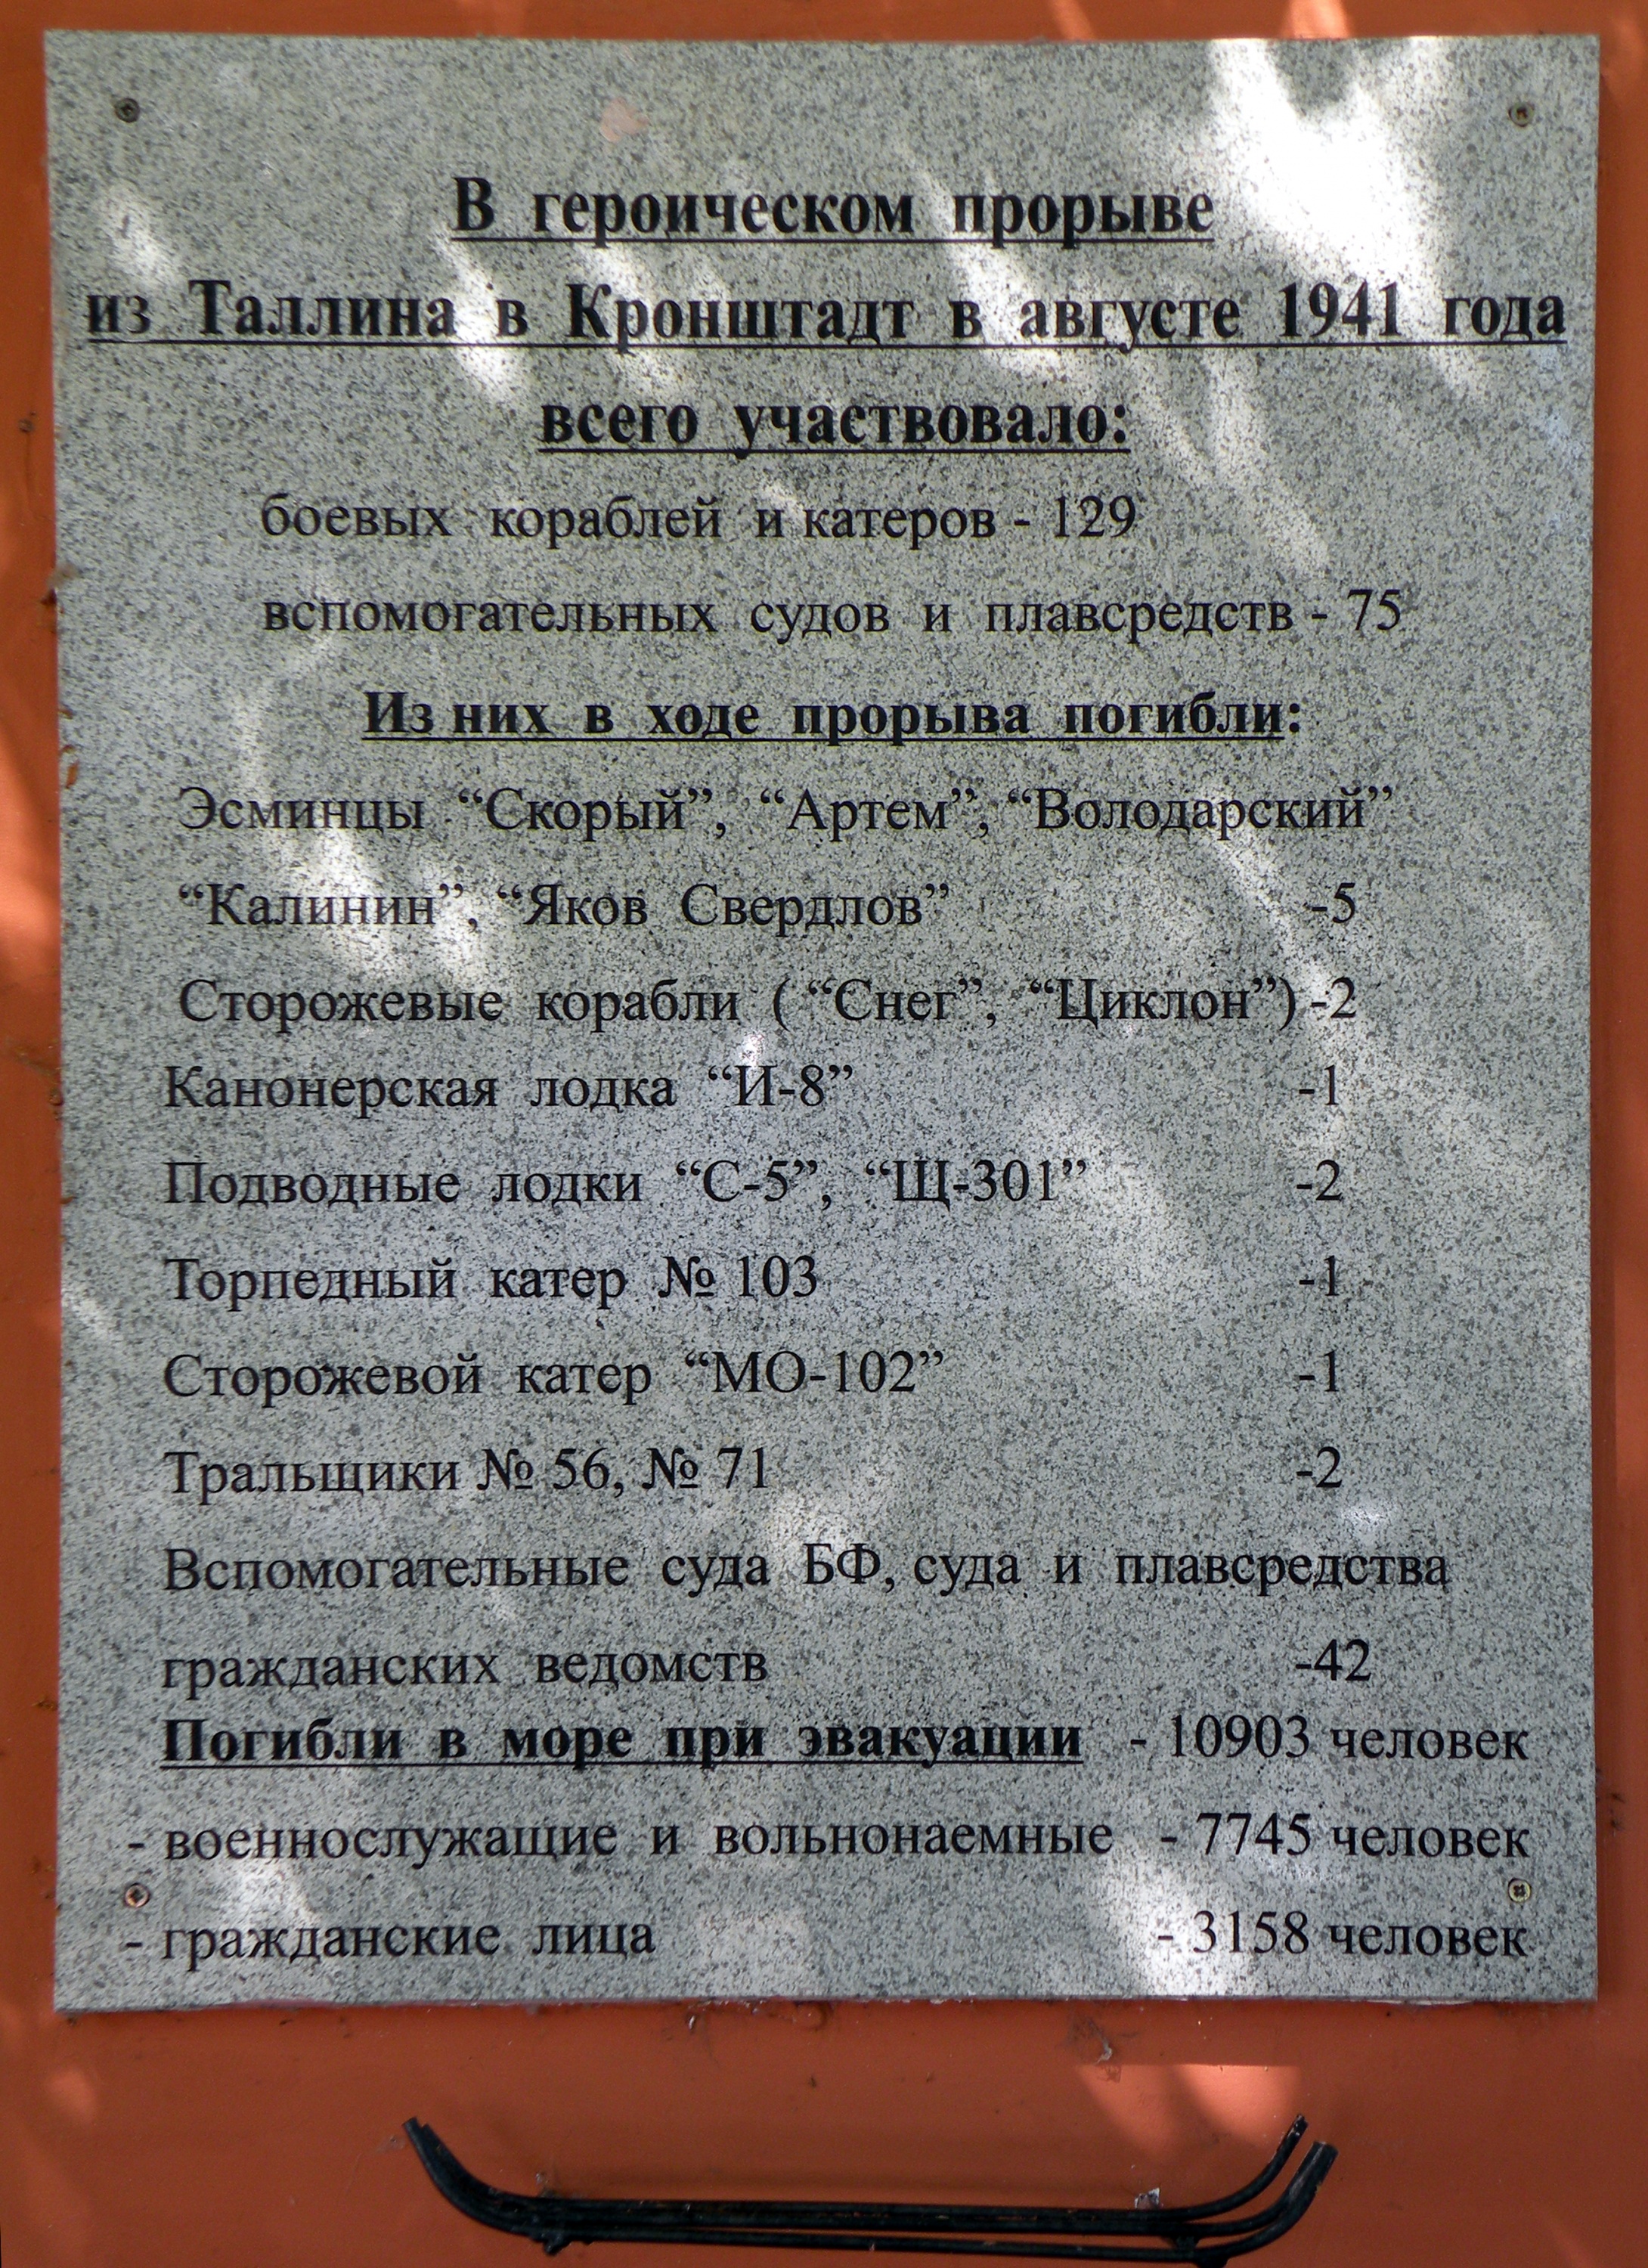 В героическом прорыве
из Таллина в Кронштадт в августе 1941 года
всего участвовало:
боевых кораблей и катеров - 129
вспомогательных судов и плавсредств - 75
Из них в ходе прорыва погибли:
Эсминцы “Скорый”, “Артем”, “Володарский”
“Калинин”, “Яков Свердлов” -5
Сторожевые корабли ( “Снег”, “Циклон”) -2
Канонерская лодка “И-8” -1
Подводные лодки “С-5”, “Щ-301” -2
Торпедный катер № 103 -1
Сторожевой катер “МО-102” -1
Тральщики № 56, № 71 -2
Вспомогательные суда БФ, суда и плавсредства
гражданских ведомств -42
Погибли в море при эвакуации - 10903 человек
- военнослужащие и вольнонаемные - 7745 человек
- гражданские лица - 3158 человек